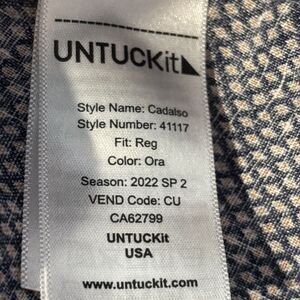 UNTUCKit
Style Name: Cadalso
Style Number: 41117
Fit: Reg
Color: Ora
Season: 2022 SP 2
VEND Code: CU
CA62799
UNTUCKit
USA
www.untuckit.com